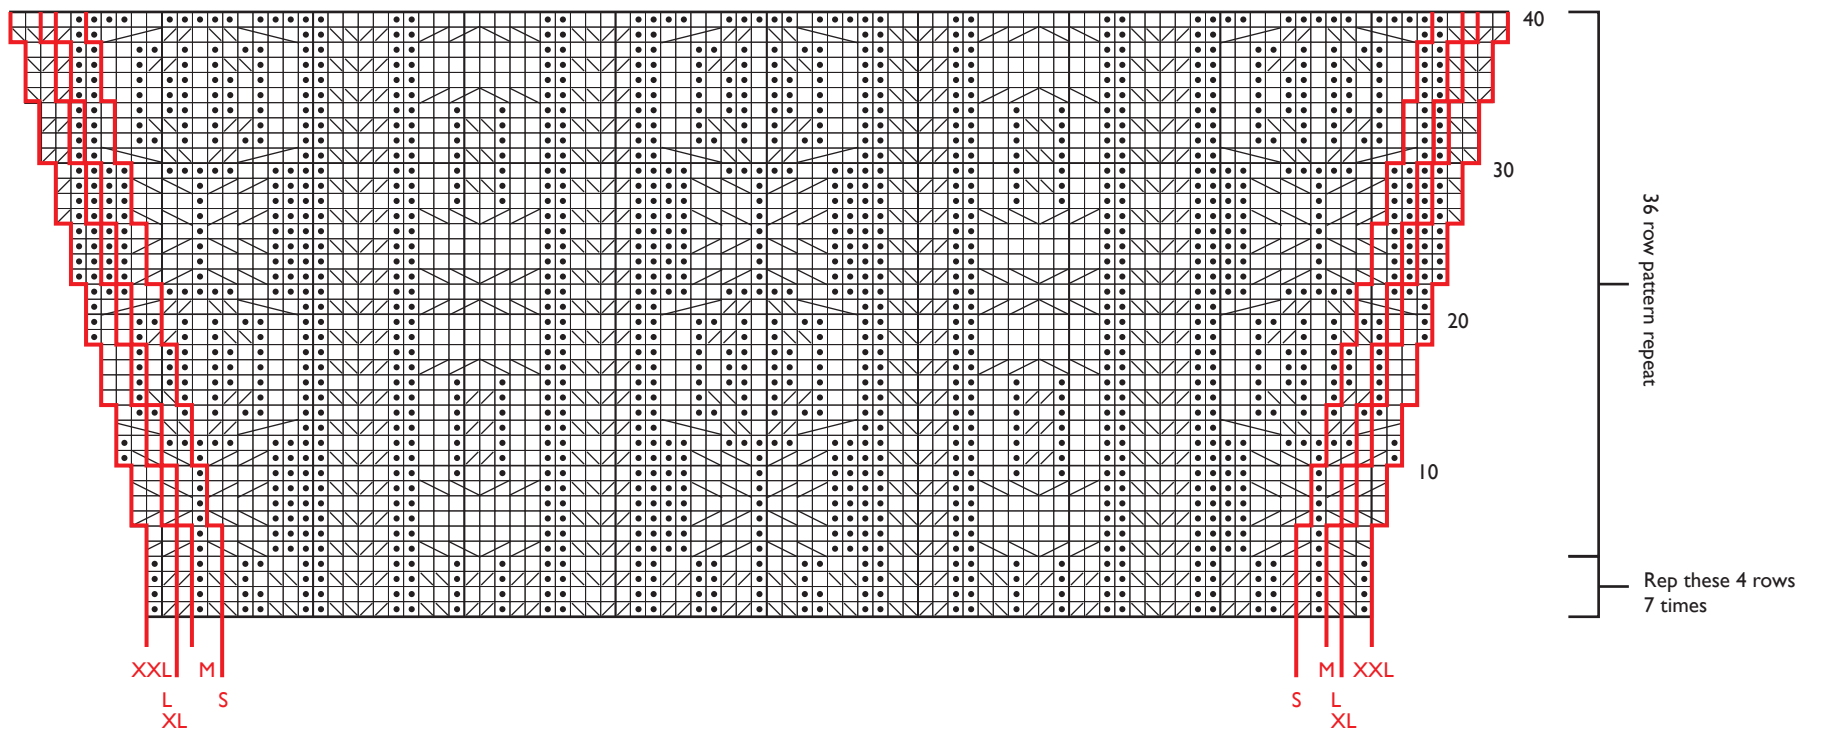 40
30
20
10
36 row pattern repeat
Rep these 4 rows
7 times
XXL M
L S
XL
M XXL
S L
XL